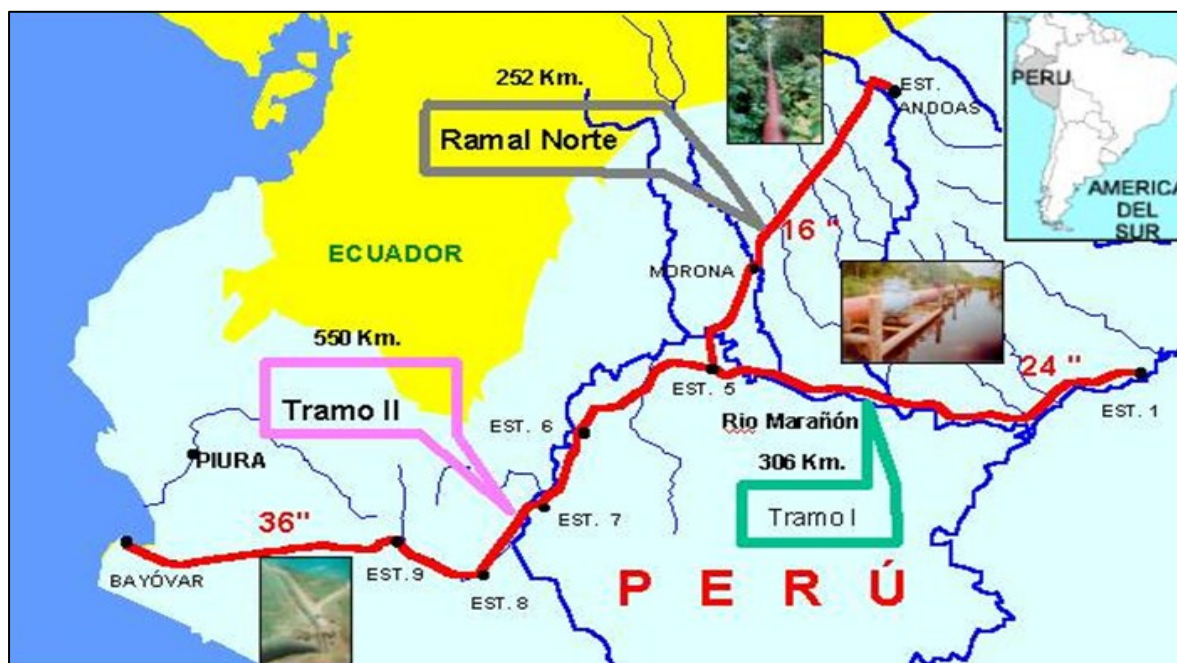 252 Km.
Ramal Norte
EST.
ANDOAS
PERU
AMERICA
DEL
SUR
16 "
ECUADOR
MORONA
550 Km.
Tramo II
24 "
EST. 5
EST. 1
EST. 6
Rio Marañón
306 Km.
Tramo I
PIURA
EST. 7
36"
BAYÓVAR
EST. 9
EST. 8
P E R Ú